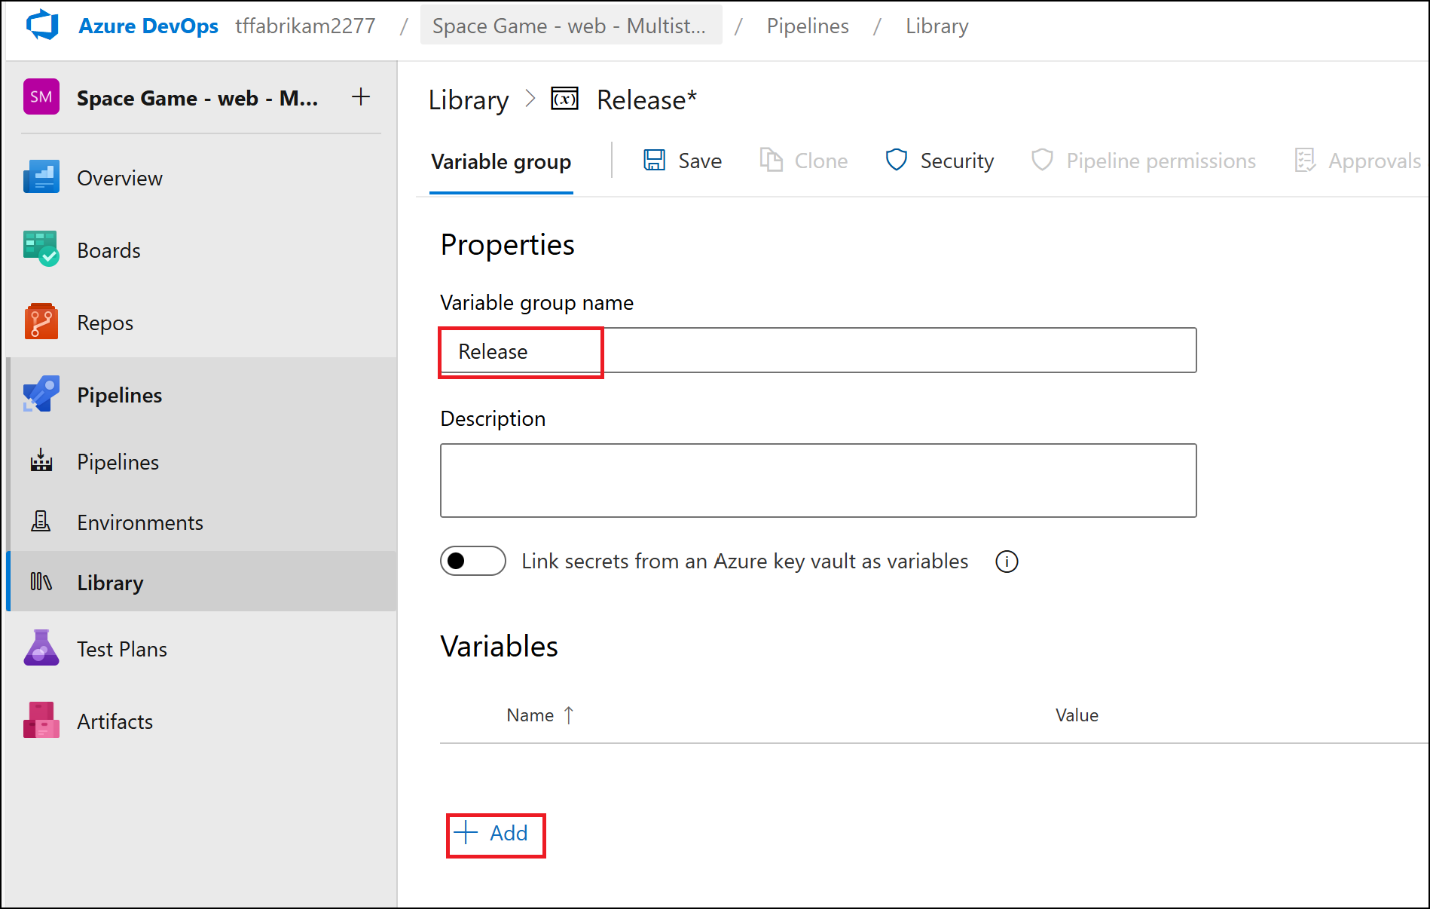 Azure DevOps tffabrikam2277 / Space Game - web - Multist... / Pipelines / Library
SM Space Game - web - M... +
Overview
Boards
Repos
Pipelines
Pipelines
Environments
Library
Test Plans
Artifacts
Library > (x) Release*
Variable group Save Clone Security Pipeline permissions Approvals
Properties
Variable group name
Release
Description
Link secrets from an Azure key vault as variables i
Variables
Name ↑ Value
+ Add